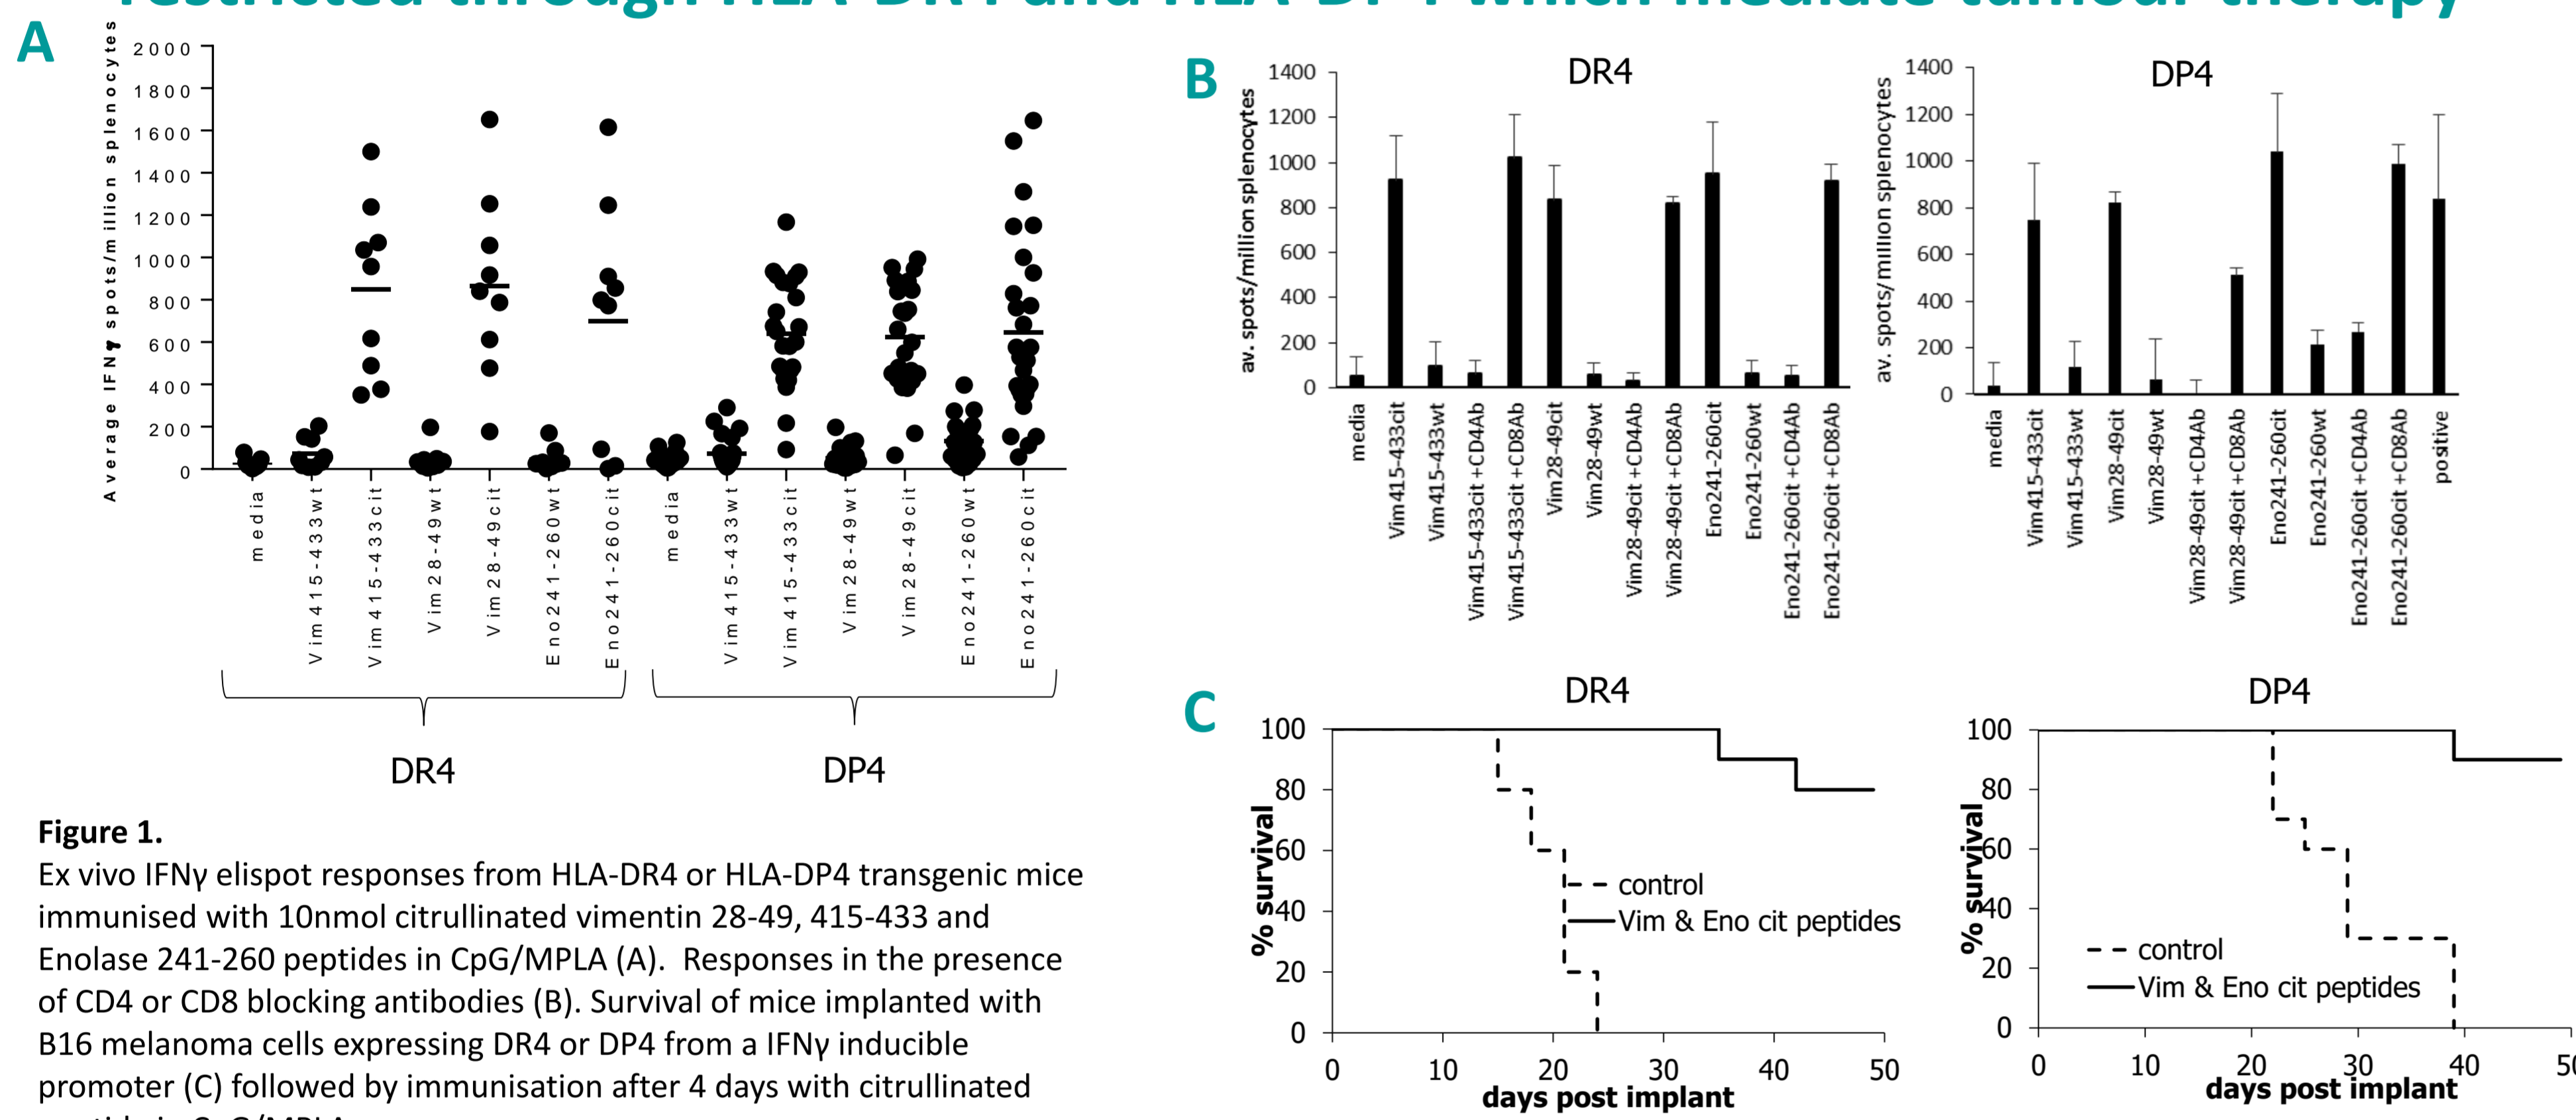 restricted through HLA-DR4 and HLA-DP4 which mediate tumour therapy
A
Average IFNγ spots/million splenocytes
2000
1800
1600
1400
1200
1000
800
600
400
200
0
media
Vim415-433wt
Vim415-433cit
Vim28-49wt
Vim28-49cit
Eno241-260wt
Eno241-260cit
media
Vim415-433wt
Vim415-433cit
Vim28-49wt
Vim28-49cit
Eno241-260wt
Eno241-260cit
DR4
DP4
B
DR4
av. spots/million splenocytes
1400
1200
1000
800
600
400
200
0
media
Vim415-433cit
Vim415-433wt
Vim415-433cit +CD4Ab
Vim415-433cit +CD8Ab
Vim28-49cit
Vim28-49wt
Vim28-49cit +CD4Ab
Vim28-49cit +CD8Ab
Eno241-260cit
Eno241-260wt
Eno241-260cit +CD4Ab
Eno241-260cit +CD8Ab
DP4
av. spots/million splenocytes
1400
1200
1000
800
600
400
200
0
media
Vim415-433cit
Vim415-433wt
Vim28-49cit
Vim28-49wt
Vim28-49cit +CD4Ab
Vim28-49cit +CD8Ab
Eno241-260cit
Eno241-260wt
Eno241-260cit +CD4Ab
Eno241-260cit +CD8Ab
positive
C
DR4
% survival
100
80
60
40
20
0
control
Vim & Eno cit peptides
0 10 20 30 40 50
days post implant
DP4
% survival
100
80
60
40
20
0
control
Vim & Eno cit peptides
0 10 20 30 40
days post implant
Figure 1.
Ex vivo IFNγ elispot responses from HLA-DR4 or HLA-DP4 transgenic mice
immunised with 10nmol citrullinated vimentin 28-49, 415-433 and
Enolase 241-260 peptides in CpG/MPLA (A). Responses in the presence
of CD4 or CD8 blocking antibodies (B). Survival of mice implanted with
B16 melanoma cells expressing DR4 or DP4 from a IFNγ inducible
promoter (C) followed by immunisation after 4 days with citrullinated